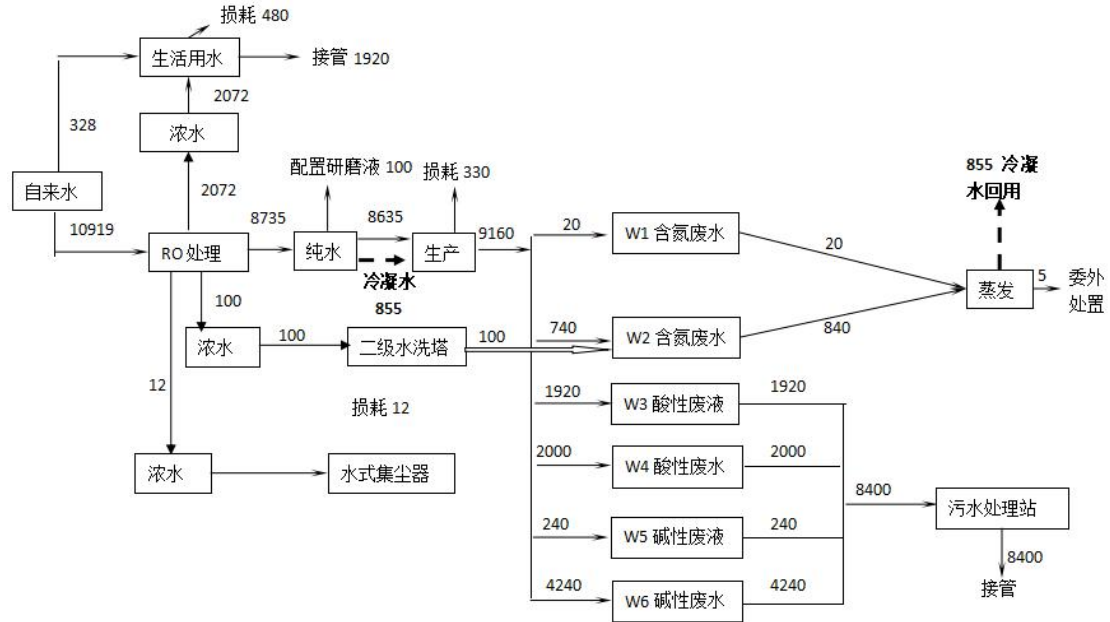 损耗 480
生活用水
接管 1920
2072
浓水
328
自来水
2072
10919
RO 处理
8735
纯水
配置研磨液 100
8635
冷凝水
855
损耗 330
生产
9160
100
浓水
100
二级水洗塔
100
12
损耗 12
浓水
水式集尘器
20
W1 含氮废水
20
740
W2 含氮废水
840
855 冷凝
水回用
蒸发
5
委外
处置
1920
W3 酸性废液
1920
2000
W4 酸性废水
2000
240
W5 碱性废液
240
4240
W6 碱性废水
4240
8400
污水处理站
8400
接管